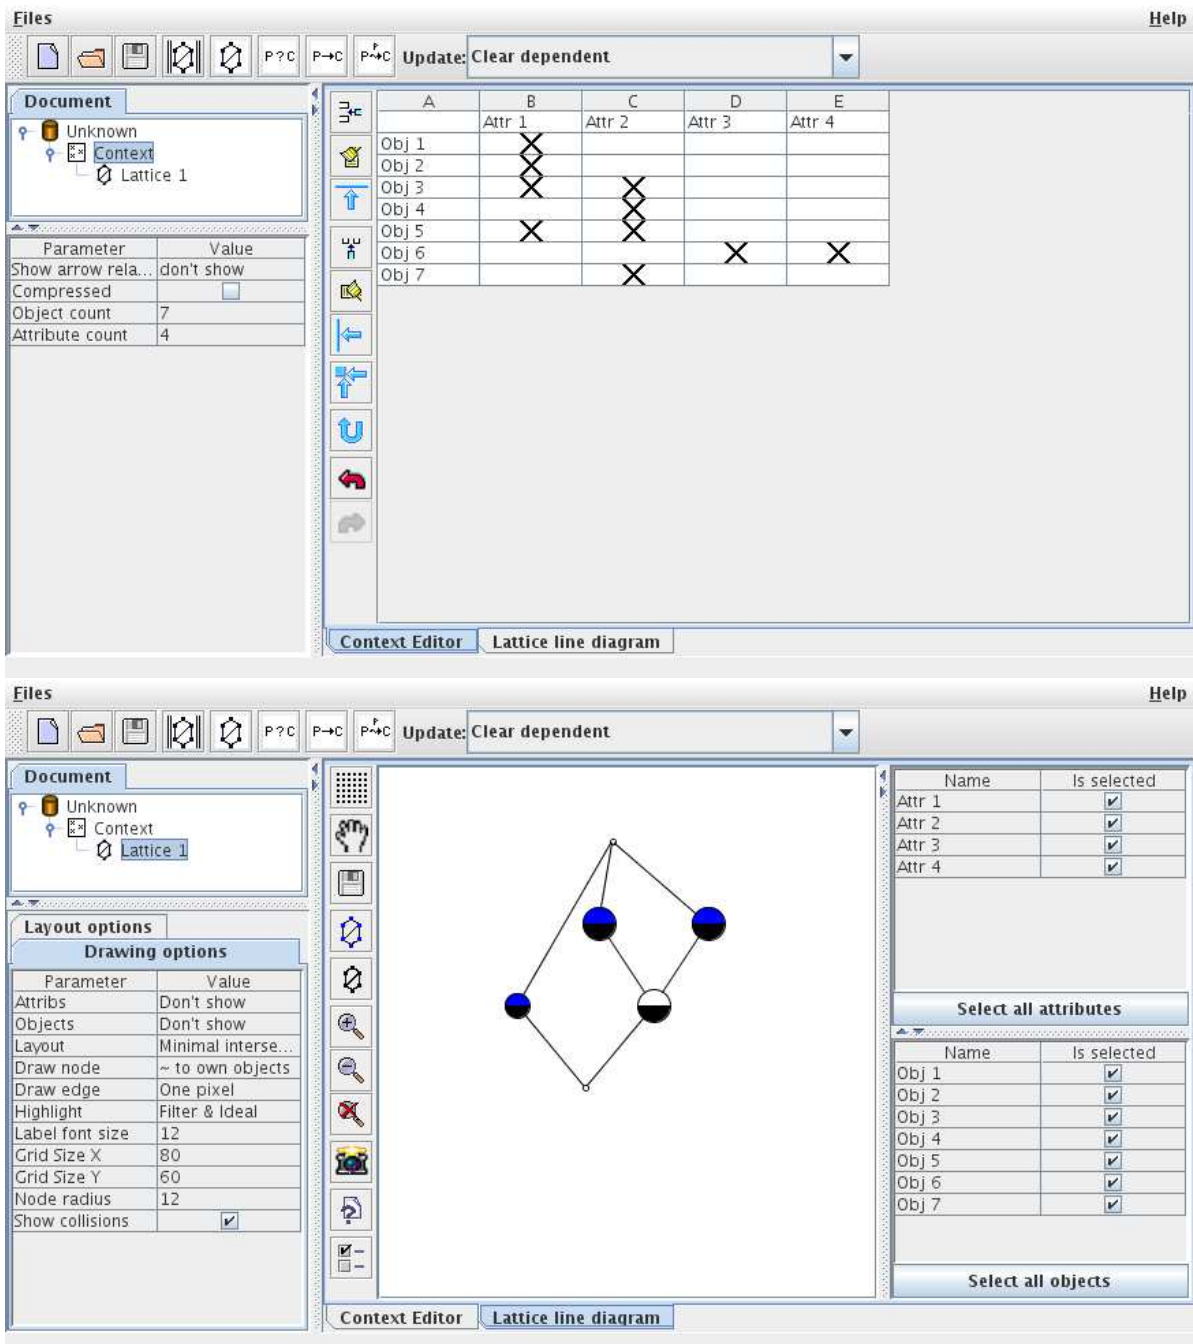 Files Help
P?C P→C P→C Update: Clear dependent
Document
Unknown
Context
Lattice 1
Parameter Value
Show arrow rela... don't show
Compressed
Object count 7
Attribute count 4
A B C D E
Attr 1 Attr 2 Attr 3 Attr 4
Obj 1
Obj 2
Obj 3
Obj 4
Obj 5
Obj 6
Obj 7
Context Editor Lattice line diagram
Files Help
P?C P→C P→C Update: Clear dependent
Document
Unknown
Context
Lattice 1
Layout options
Drawing options
Parameter Value
Attribs Don't show
Objects Don't show
Layout Minimal interse...
Draw node ~ to own objects
Draw edge One pixel
Highlight Filter & Ideal
Label font size 12
Grid Size X 80
Grid Size Y 60
Node radius 12
Show collisions
Name Is selected
Attr 1
Attr 2
Attr 3
Attr 4
Select all attributes
Name Is selected
Obj 1
Obj 2
Obj 3
Obj 4
Obj 5
Obj 6
Obj 7
Select all objects
Context Editor Lattice line diagram